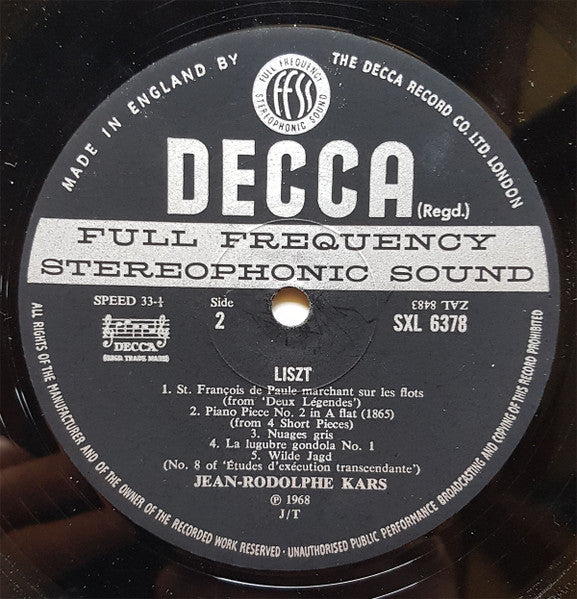 MADE IN ENGLAND BY
THE DECCA RECORD CO. LTD. LONDON
FULL FREQUENCY
FFSS
STEREOPHONIC SOUND
DECCA
(Regd.)
FULL FREQUENCY
STEREOPHONIC SOUND
SPEED 33-⅓
Side
2
ZAL 8483
SXL 6378
DECCA
(REGD. TRADE MARK)
LISZT
1. St. François de Paule marchant sur les flots
(from 'Deux Légendes')
2. Piano Piece No. 2 in A flat (1865)
(from 4 Short Pieces)
3. Nuages gris
4. La lugubre gondola No. 1
5. Wilde Jagd
(No. 8 of 'Études d'exécution transcendante')
JEAN-RODOLPHE KARS
℗ 1968
J/T
ALL RIGHTS OF THE MANUFACTURER AND OF THE OWNER OF THE RECORDED WORK RESERVED · UNAUTHORISED PUBLIC PERFORMANCE BROADCASTING AND COPYING OF THIS RECORD PROHIBITED